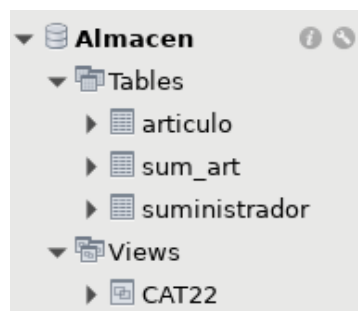 Almacen
Tables
articulo
sum_art
suministrador
Views
CAT22